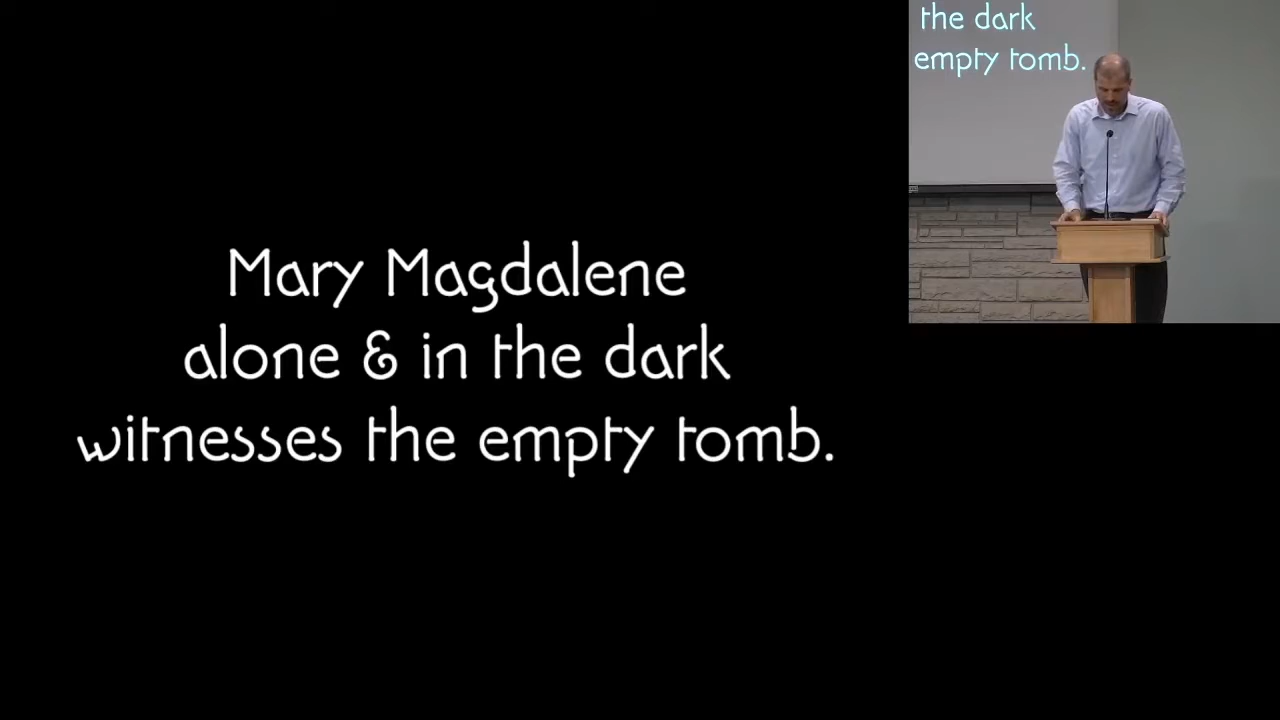 Mary Magdalene
alone & in the dark
witnesses the empty tomb.
the dark
empty tomb.